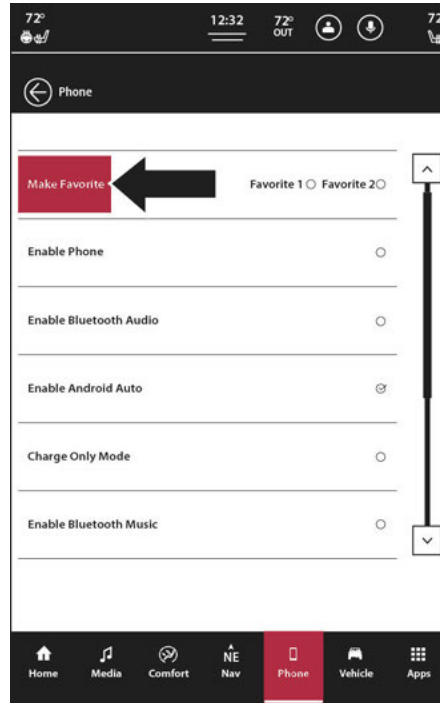 72° 12:32 72° OUT 72
Phone
Make Favorite Favorite 1 Favorite 2
Enable Phone
Enable Bluetooth Audio
Enable Android Auto
Charge Only Mode
Enable Bluetooth Music
NE
Home Media Comfort Nav Phone Vehicle Apps